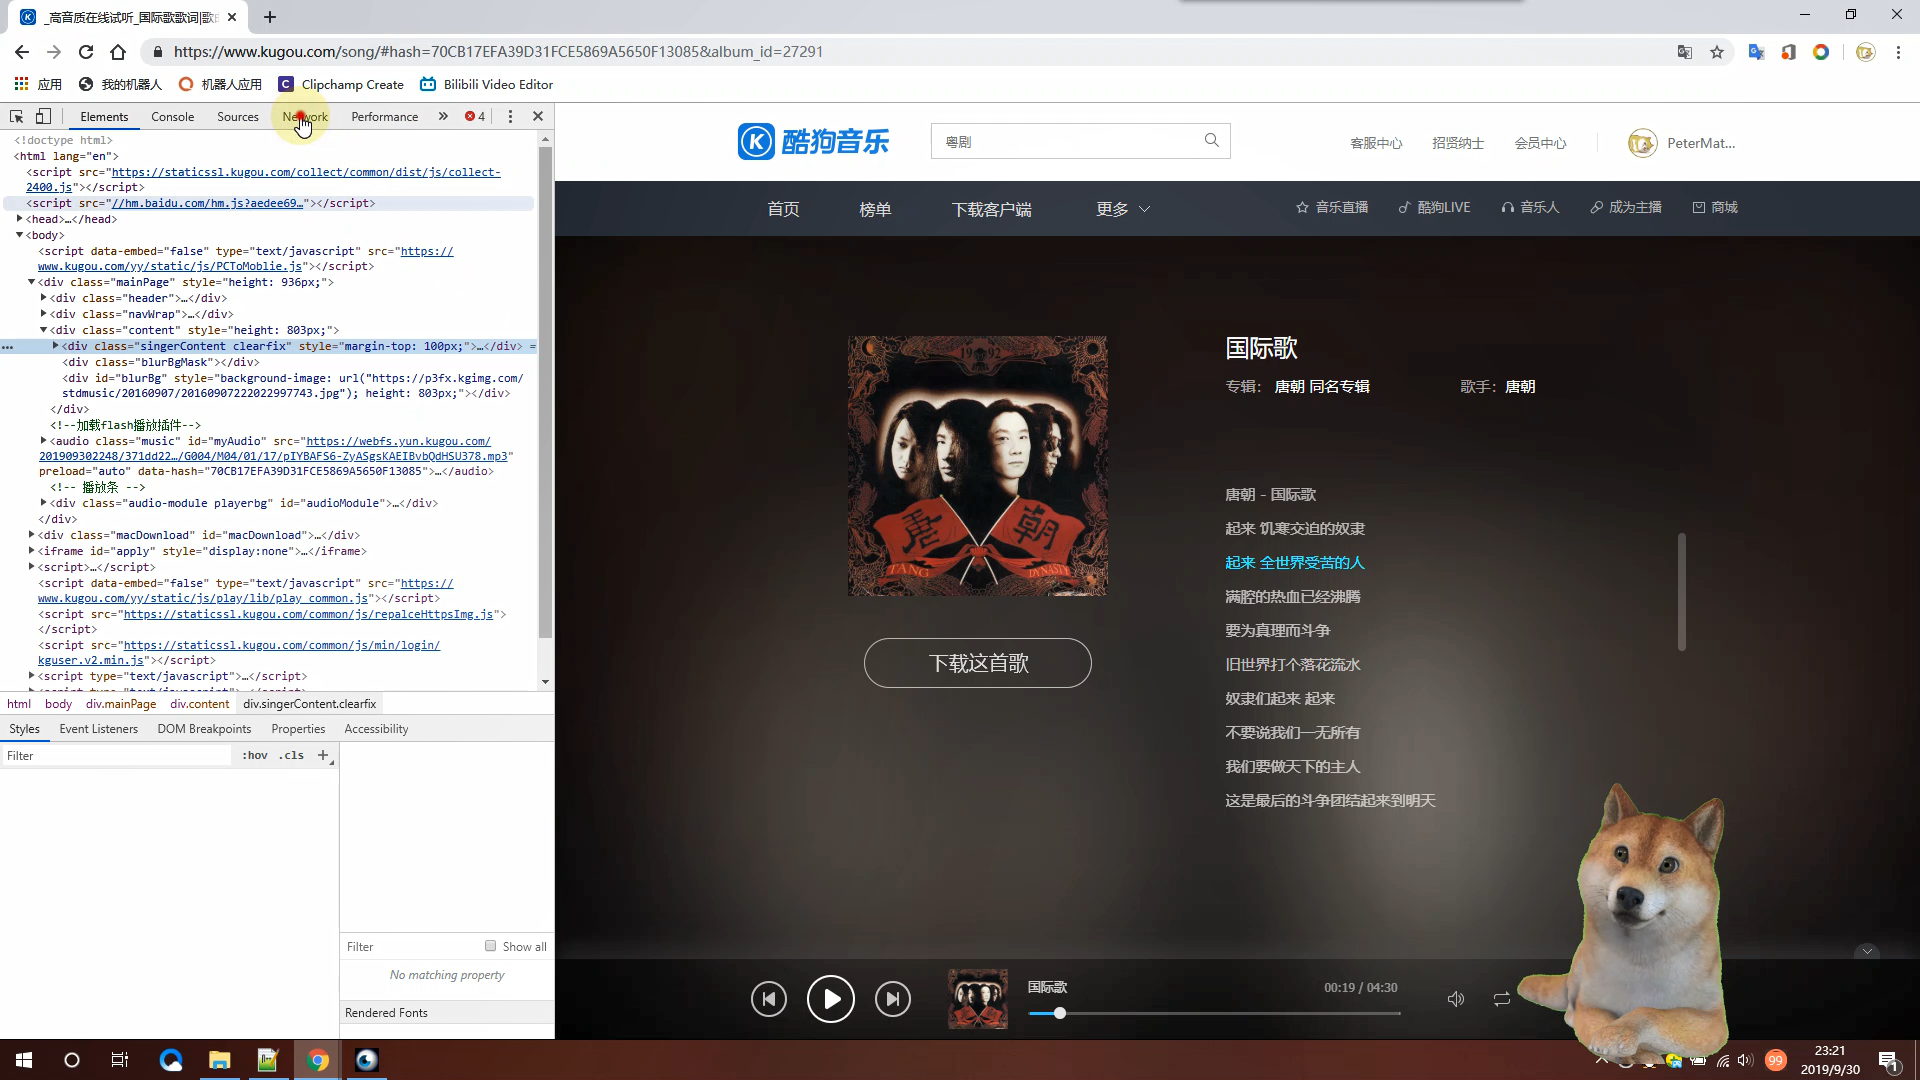 _高音质在线试听_国际歌歌词|歌曲
https://www.kugou.com/song/#hash=70CB17EFA39D31FCE5869A5650F13085&album_id=27291
应用 我的机器人 机器人应用 Clipchamp Create Bilibili Video Editor
Elements Console Sources Network Performance » 4
<!doctype html>
<html lang="en">
<script src="https://staticssl.kugou.com/collect/common/dist/js/collect-
2400.js"></script>
<script src="//hm.baidu.com/hm.js?aedee69…"></script>
<head>…</head>
<body>
<script data-embed="false" type="text/javascript" src="https://
www.kugou.com/yy/static/js/PCToMoblie.js"></script>
<div class="mainPage" style="height: 936px;">
<div class="header">…</div>
<div class="navWrap">…</div>
<div class="content" style="height: 803px;">
<div class="singerContent clearfix" style="margin-top: 100px;">…</div> =
<div class="blurBgMask"></div>
<div id="blurBg" style="background-image: url("https://p3fx.kgimg.com/
stdmusic/20160907/20160907222022997743.jpg"); height: 803px;"></div>
</div>
<!--加载flash播放插件-->
<audio class="music" id="myAudio" src="https://webfs.yun.kugou.com/
201909302248/371dd22…/G004/M04/01/17/pIYBAFS6-ZyASgsKAEIBvbQdHSU378.mp3"
preload="auto" data-hash="70CB17EFA39D31FCE5869A5650F13085">…</audio>
<!-- 播放条 -->
<div class="audio-module playerbg" id="audioModule">…</div>
</div>
<div class="macDownload" id="macDownload">…</div>
<iframe id="apply" style="display:none">…</iframe>
<script>…</script>
<script data-embed="false" type="text/javascript" src="https://
www.kugou.com/yy/static/js/play/lib/play_common.js"></script>
<script src="https://staticssl.kugou.com/common/js/repalceHttpsImg.js">
</script>
<script src="https://staticssl.kugou.com/common/js/min/login/
kguser.v2.min.js"></script>
<script type="text/javascript">…</script>
html body div.mainPage div.content div.singerContent.clearfix
Styles Event Listeners DOM Breakpoints Properties Accessibility
Filter :hov .cls +
Filter Show all
No matching property
Rendered Fonts
K 酷狗音乐
粤剧
客服中心 招贤纳士 会员中心 PeterMat...
首页 榜单 下载客户端 更多
音乐直播 酷狗LIVE 音乐人 成为主播 商城
1992
唐 朝
TANG DYNASTY
下载这首歌
国际歌
专辑: 唐朝 同名专辑 歌手: 唐朝
唐朝 - 国际歌
起来 饥寒交迫的奴隶
起来 全世界受苦的人
满腔的热血已经沸腾
要为真理而斗争
旧世界打个落花流水
奴隶们起来 起来
不要说我们一无所有
我们要做天下的主人
这是最后的斗争团结起来到明天
国际歌
00:19 / 04:30
99
23:21
2019/9/30
1